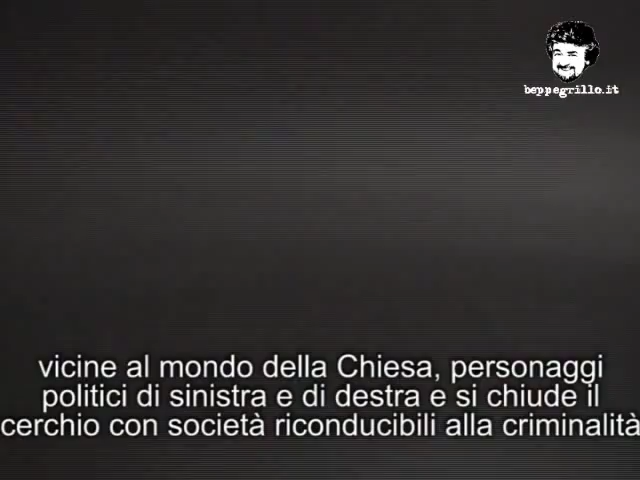 beppegrillo.it
vicine al mondo della Chiesa, personaggi
politici di sinistra e di destra e si chiude il
cerchio con società riconducibili alla criminalità